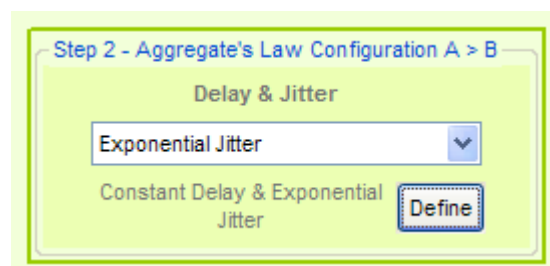 Step 2 - Aggregate's Law Configuration A > B
Delay & Jitter
Exponential Jitter
Constant Delay & Exponential
Jitter
Define